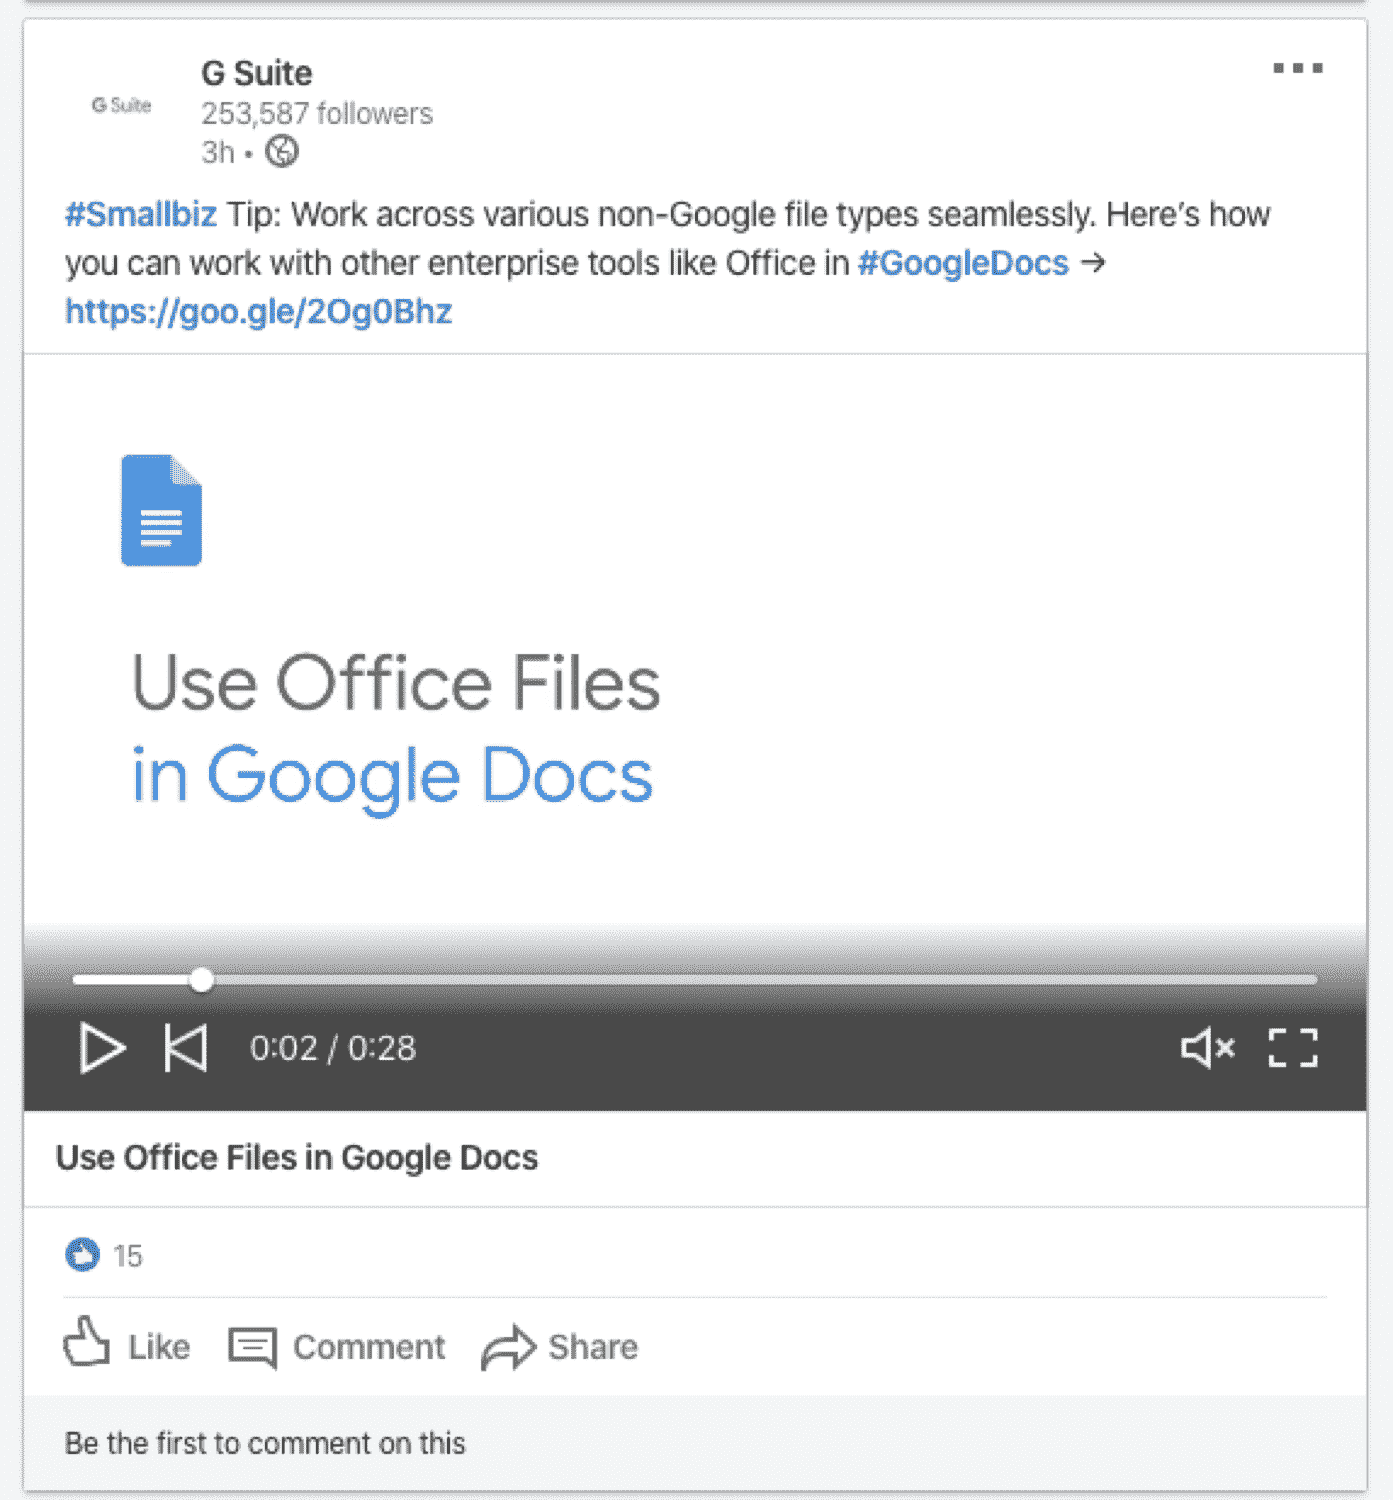 G Suite
G Suite
253,587 followers
3h •
#Smallbiz Tip: Work across various non-Google file types seamlessly. Here's how
you can work with other enterprise tools like Office in #GoogleDocs →
https://goo.gle/2Og0Bhz
Use Office Files
in Google Docs
0:02 / 0:28
Use Office Files in Google Docs
15
Like Comment Share
Be the first to comment on this